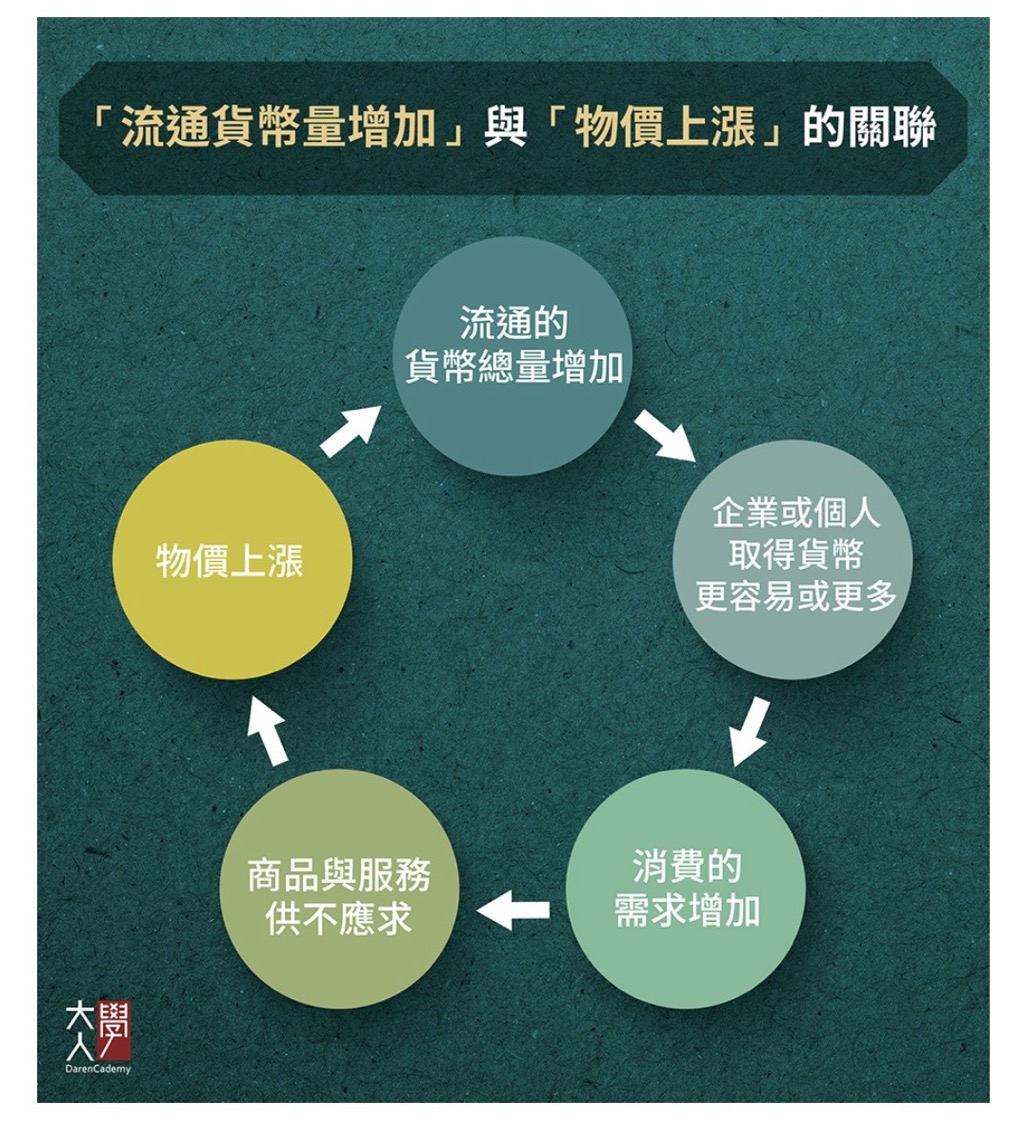 「流通貨幣量增加」與「物價上漲」的關聯
流通的
貨幣總量增加
企業或個人
取得貨幣
更容易或更多
消費的
需求增加
商品與服務
供不應求
物價上漲
大學
人
DarenCademy